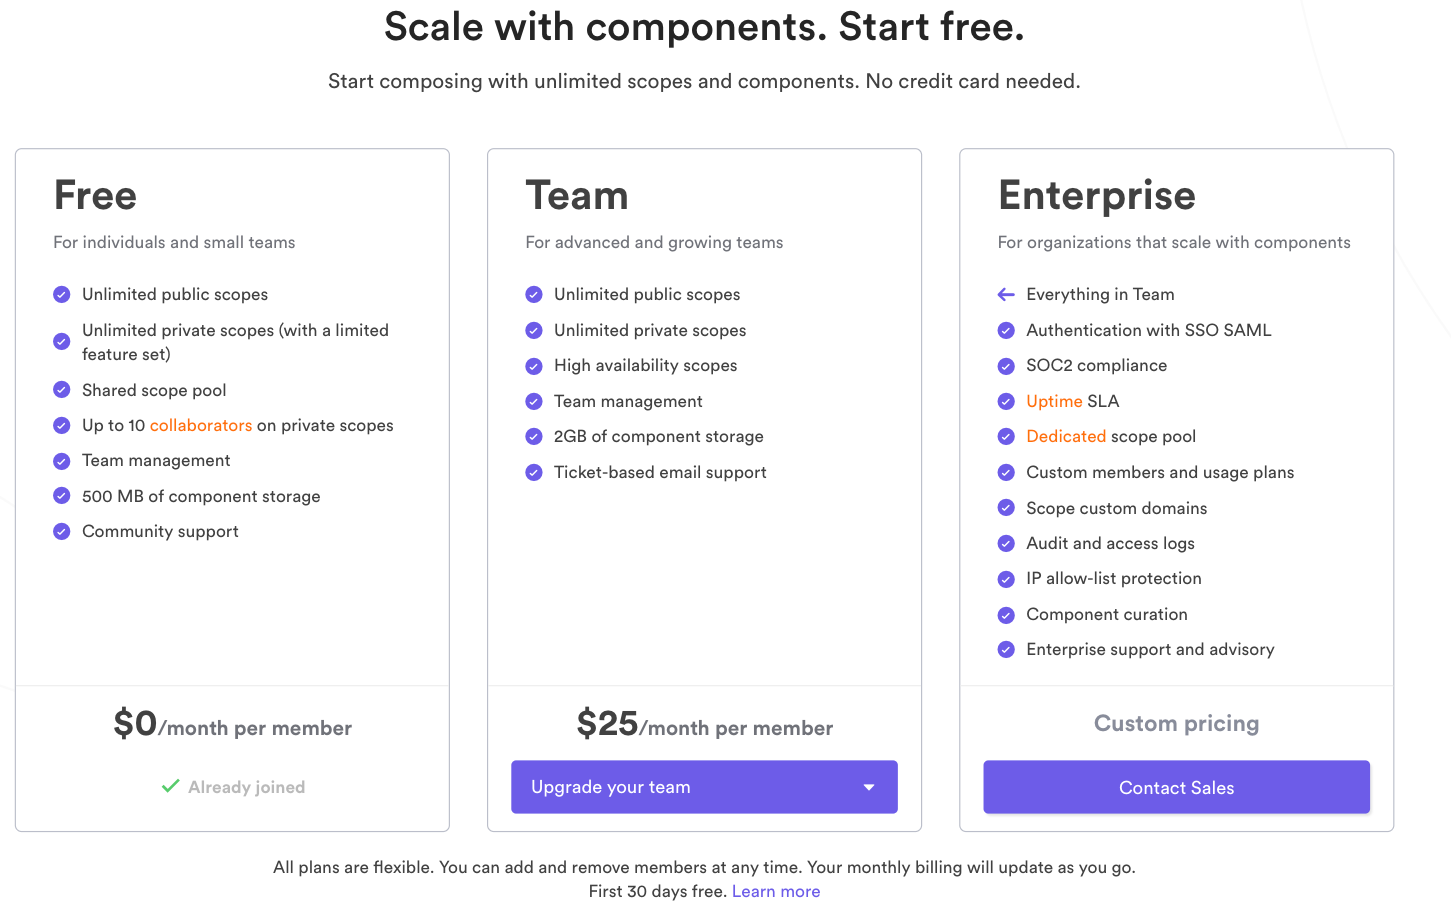 Scale with components. Start free.
Start composing with unlimited scopes and components. No credit card needed.
Free
For individuals and small teams
Unlimited public scopes
Unlimited private scopes (with a limited
feature set)
Shared scope pool
Up to 10 collaborators on private scopes
Team management
500 MB of component storage
Community support
$0/month per member
Already joined
Team
For advanced and growing teams
Unlimited public scopes
Unlimited private scopes
High availability scopes
Team management
2GB of component storage
Ticket-based email support
$25/month per member
Upgrade your team
Enterprise
For organizations that scale with components
Everything in Team
Authentication with SSO SAML
SOC2 compliance
Uptime SLA
Dedicated scope pool
Custom members and usage plans
Scope custom domains
Audit and access logs
IP allow-list protection
Component curation
Enterprise support and advisory
Custom pricing
Contact Sales
All plans are flexible. You can add and remove members at any time. Your monthly billing will update as you go.
First 30 days free. Learn more